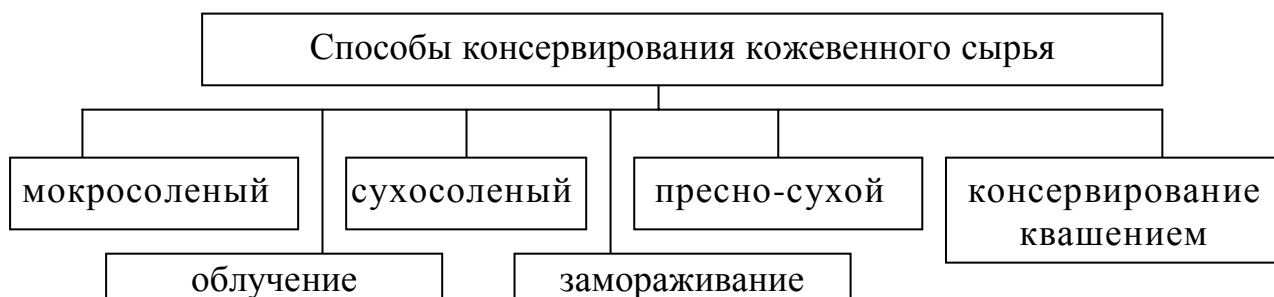 Способы консервирования кожевенного сырья
мокросоленый
сухосоленый
пресно-сухой
консервирование
квашением
облучение
замораживание